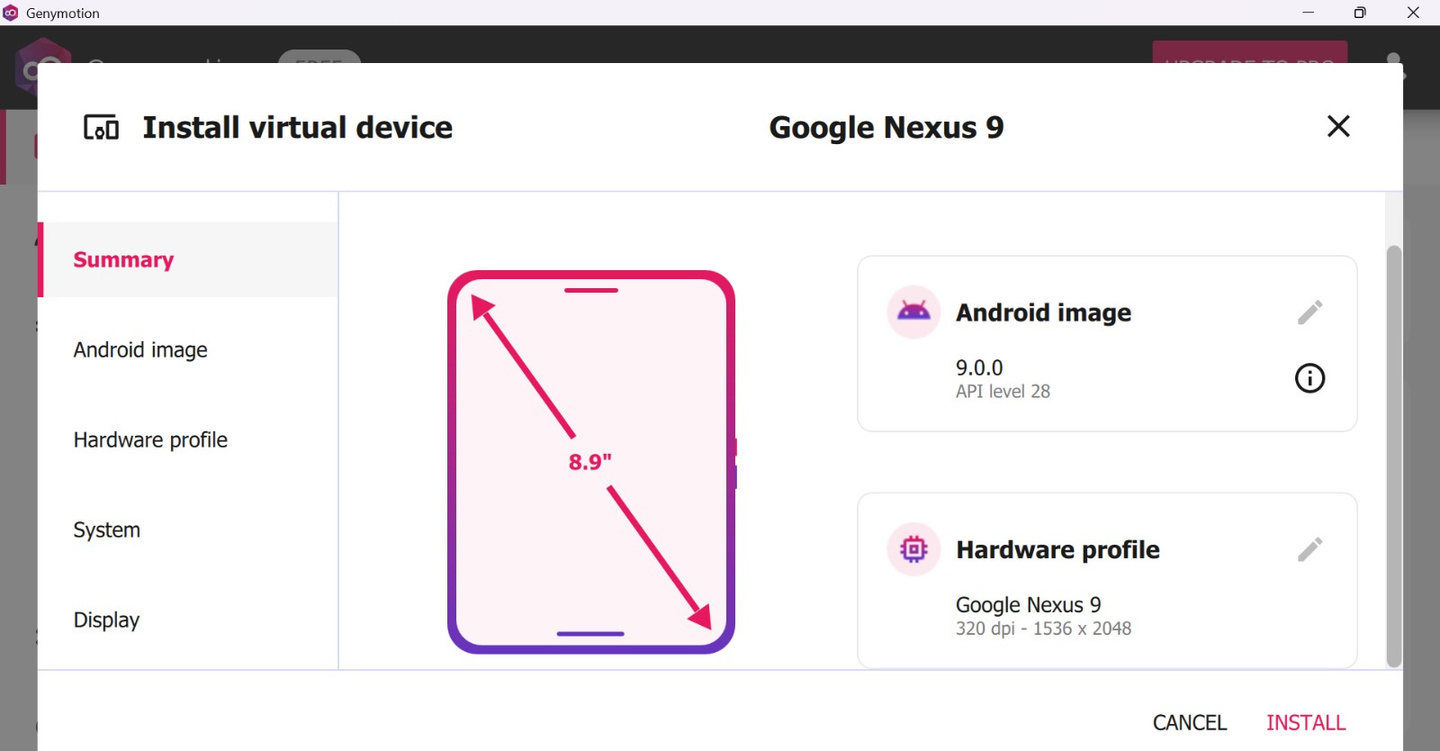 Genymotion
Install virtual device
Google Nexus 9
Summary
Android image
Hardware profile
System
Display
8.9"
Android image
9.0.0
API level 28
Hardware profile
Google Nexus 9
320 dpi - 1536 x 2048
CANCEL
INSTALL